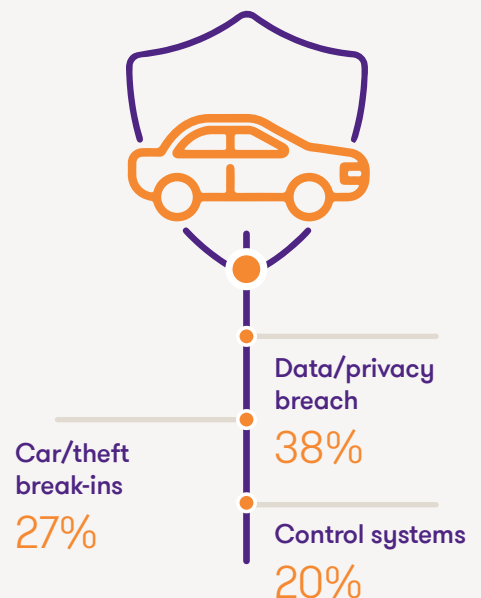 Data/privacy
breach
38%
Car/theft
break-ins
27%
Control systems
20%